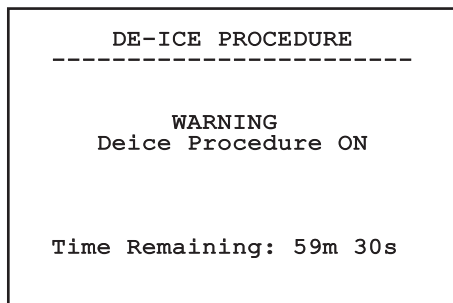 DE-ICE PROCEDURE
------------------------
WARNING
Deice Procedure ON
Time Remaining: 59m 30s